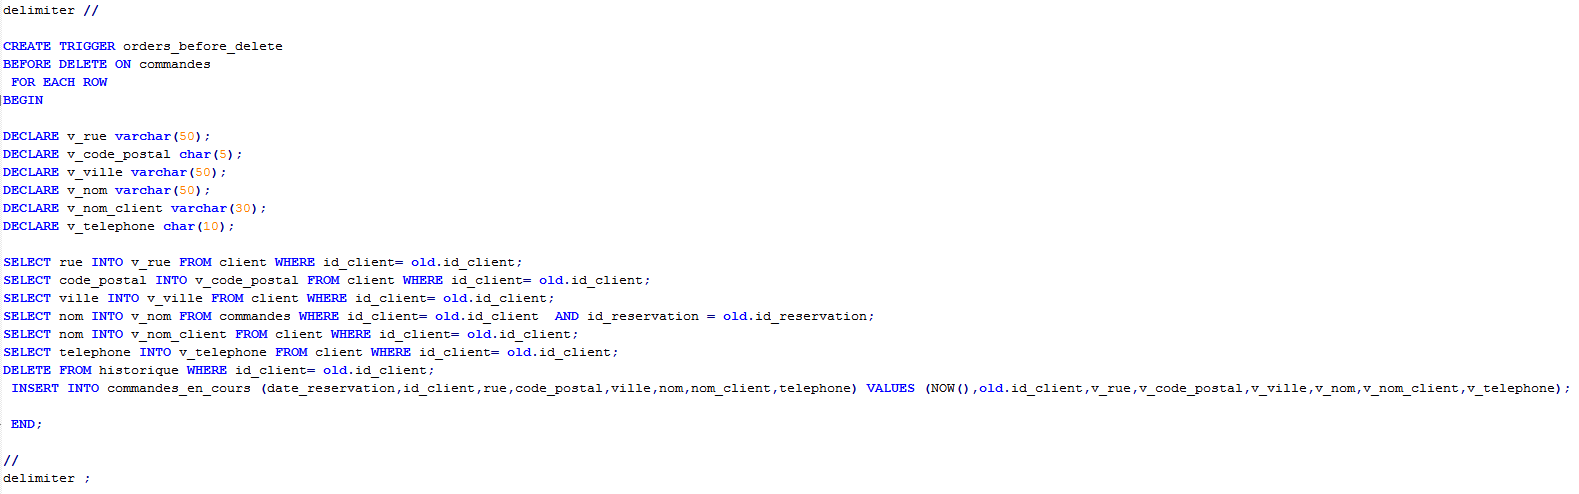 delimiter //
CREATE TRIGGER orders_before_delete
BEFORE DELETE ON commandes
FOR EACH ROW
BEGIN
DECLARE v_rue varchar(50);
DECLARE v_code_postal char(5);
DECLARE v_ville varchar(50);
DECLARE v_nom varchar(50);
DECLARE v_nom_client varchar(30);
DECLARE v_telephone char(10);
SELECT rue INTO v_rue FROM client WHERE id_client= old.id_client;
SELECT code_postal INTO v_code_postal FROM client WHERE id_client= old.id_client;
SELECT ville INTO v_ville FROM client WHERE id_client= old.id_client;
SELECT nom INTO v_nom FROM commandes WHERE id_client= old.id_client  AND id_reservation = old.id_reservation;
SELECT nom INTO v_nom_client FROM client WHERE id_client= old.id_client;
SELECT telephone INTO v_telephone FROM client WHERE id_client= old.id_client;
DELETE FROM historique WHERE id_client= old.id_client;
INSERT INTO commandes_en_cours (date_reservation,id_client,rue,code_postal,ville,nom,nom_client,telephone) VALUES (NOW(),old.id_client,v_rue,v_code_postal,v_ville,v_nom,v_nom_client,v_telephone);
END;
//
delimiter ;